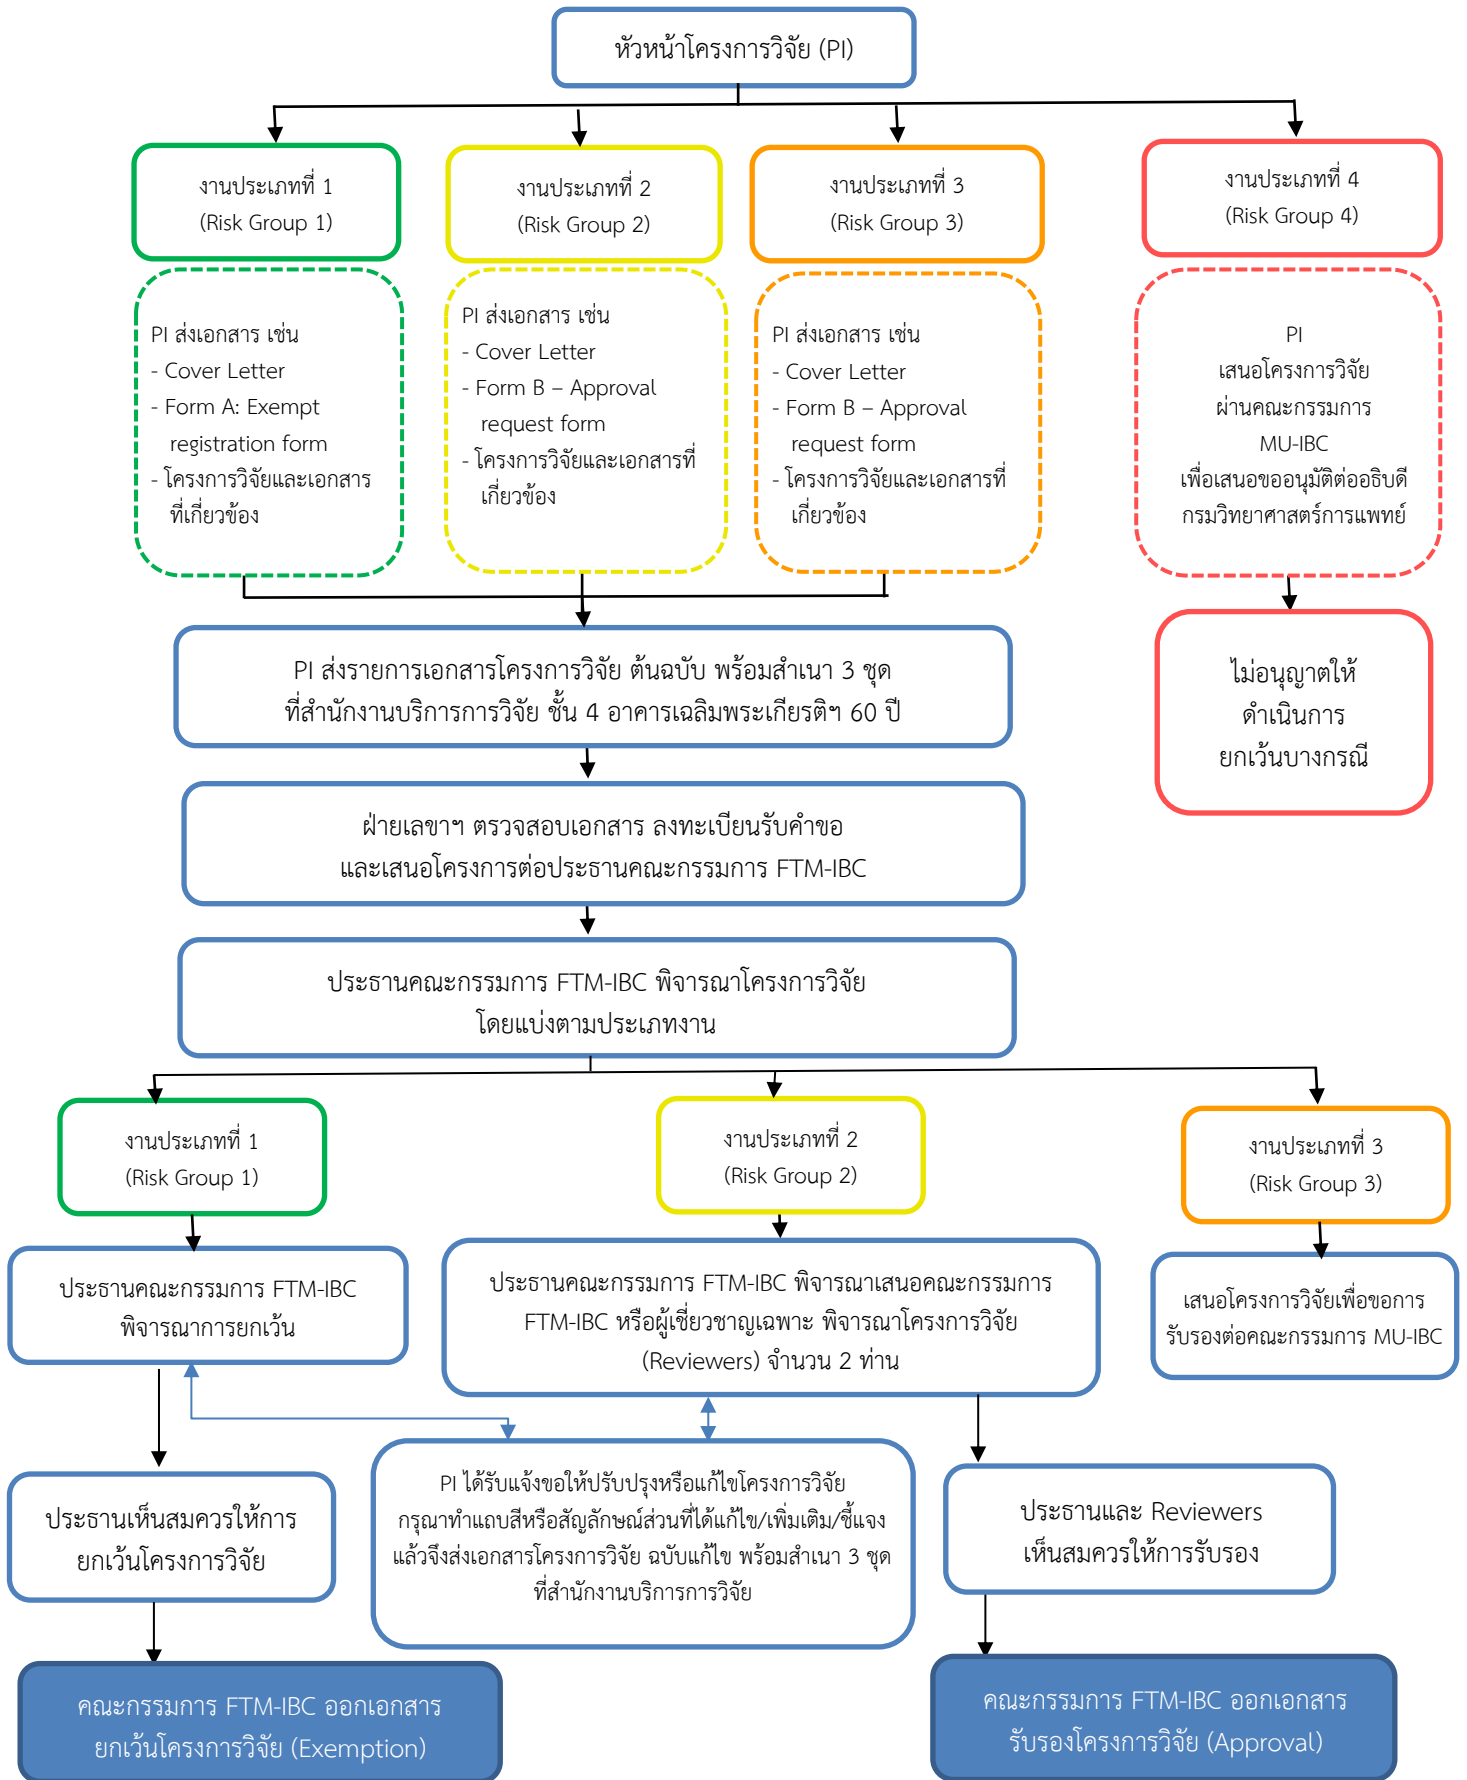 หัวหน้าโครงการวิจัย (PI)
งานประเภทที่ 1
(Risk Group 1)
งานประเภทที่ 2
(Risk Group 2)
งานประเภทที่ 3
(Risk Group 3)
งานประเภทที่ 4
(Risk Group 4)
PI ส่งเอกสาร เช่น
- Cover Letter
- Form A: Exempt
registration form
- โครงการวิจัยและเอกสาร
ที่เกี่ยวข้อง
PI ส่งเอกสาร เช่น
- Cover Letter
- Form B – Approval
request form
- โครงการวิจัยและเอกสารที่
เกี่ยวข้อง
PI ส่งเอกสาร เช่น
- Cover Letter
- Form B – Approval
request form
- โครงการวิจัยและเอกสารที่
เกี่ยวข้อง
PI
เสนอโครงการวิจัย
ผ่านคณะกรรมการ
MU-IBC
เพื่อเสนอขออนุมัติต่ออธิบดี
กรมวิทยาศาสตร์การแพทย์
PI ส่งรายการเอกสารโครงการวิจัย ต้นฉบับ พร้อมสำเนา 3 ชุด
ที่สำนักงานบริการการวิจัย ชั้น 4 อาคารเฉลิมพระเกียรติฯ 60 ปี
ไม่อนุญาตให้
ดำเนินการ
ยกเว้นบางกรณี
ฝ่ายเลขาฯ ตรวจสอบเอกสาร ลงทะเบียนรับคำขอ
และเสนอโครงการต่อประธานคณะกรรมการ FTM-IBC
ประธานคณะกรรมการ FTM-IBC พิจารณาโครงการวิจัย
โดยแบ่งตามประเภทงาน
งานประเภทที่ 1
(Risk Group 1)
งานประเภทที่ 2
(Risk Group 2)
งานประเภทที่ 3
(Risk Group 3)
ประธานคณะกรรมการ FTM-IBC
พิจารณาการยกเว้น
ประธานคณะกรรมการ FTM-IBC พิจารณาเสนอคณะกรรมการ
FTM-IBC หรือผู้เชี่ยวชาญเฉพาะ พิจารณาโครงการวิจัย
(Reviewers) จำนวน 2 ท่าน
เสนอโครงการวิจัยเพื่อขอการ
รับรองต่อคณะกรรมการ MU-IBC
ประธานเห็นสมควรให้การ
ยกเว้นโครงการวิจัย
PI ได้รับแจ้งขอให้ปรับปรุงหรือแก้ไขโครงการวิจัย
กรุณาทำแถบสีหรือสัญลักษณ์ส่วนที่ได้แก้ไข/เพิ่มเติม/ชี้แจง
แล้วจึงส่งเอกสารโครงการวิจัย ฉบับแก้ไข พร้อมสำเนา 3 ชุด
ที่สำนักงานบริการการวิจัย
ประธานและ Reviewers
เห็นสมควรให้การรับรอง
คณะกรรมการ FTM-IBC ออกเอกสาร
ยกเว้นโครงการวิจัย (Exemption)
คณะกรรมการ FTM-IBC ออกเอกสาร
รับรองโครงการวิจัย (Approval)